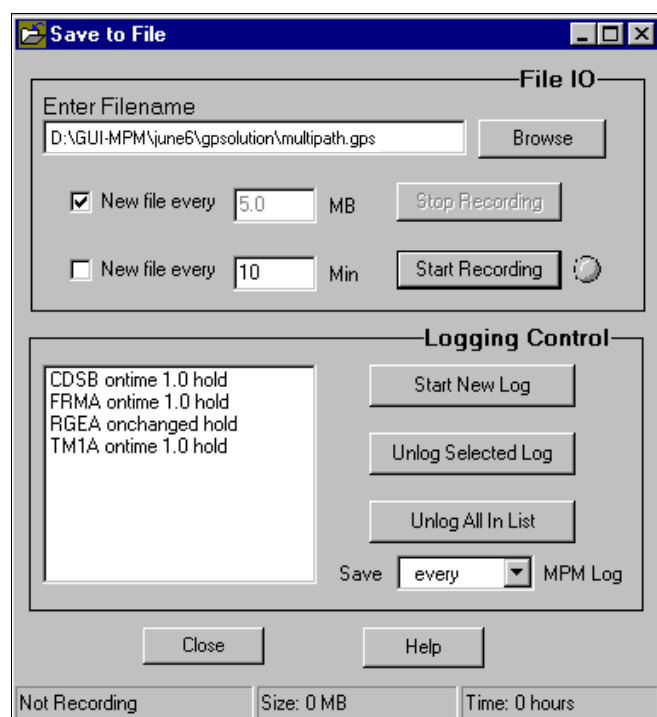 Save to File
File IO
Enter Filename
D:\GUI-MPM\june6\gpsolution\multipath.gps
Browse
New file every 5.0 MB
Stop Recording
New file every 10 Min
Start Recording
Logging Control
CDSB ontime 1.0 hold
FRMA ontime 1.0 hold
RGEA onchanged hold
TM1A ontime 1.0 hold
Start New Log
Unlog Selected Log
Unlog All In List
Save every MPM Log
Close
Help
Not Recording
Size: 0 MB
Time: 0 hours